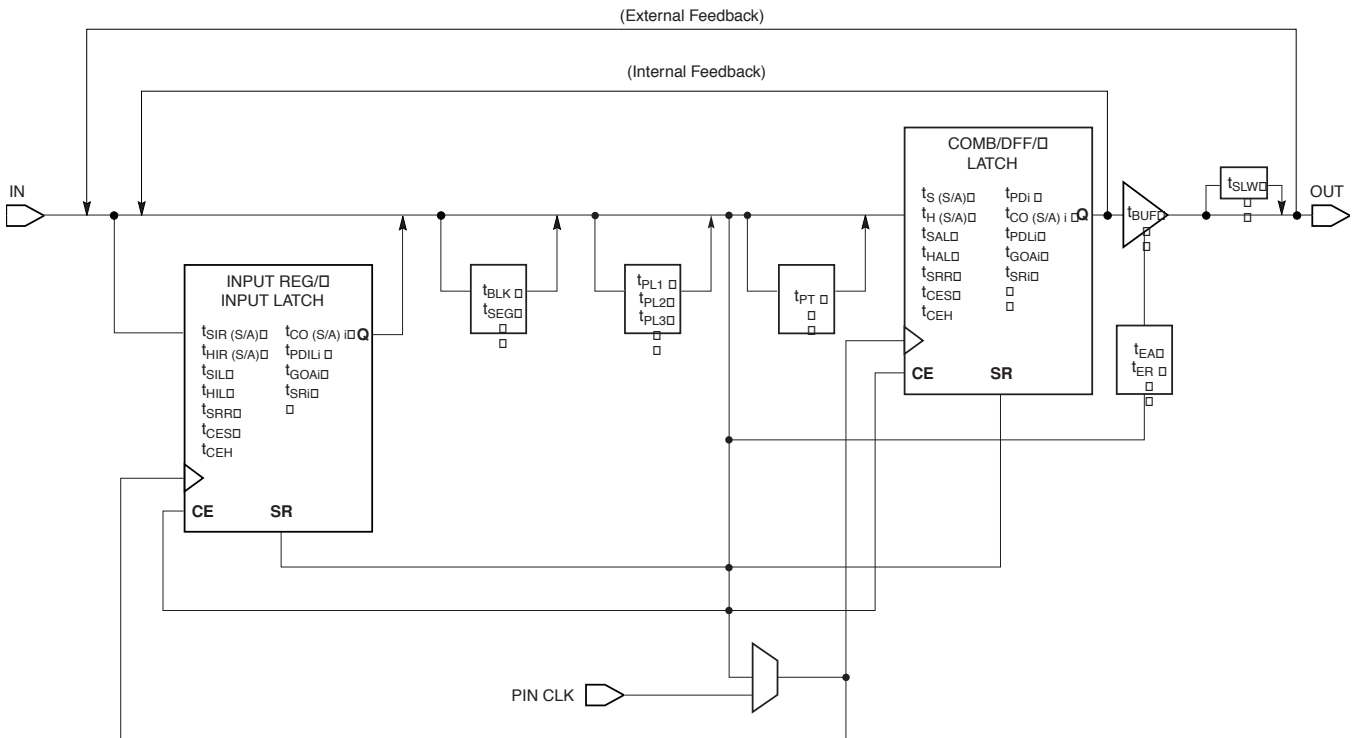 (External Feedback)
(Internal Feedback)
IN
OUT
COMB/DFF/□
LATCH
tS (S/A)□
tH (S/A)□
tSAL□
tHAL□
tSRR□
tCES□
tCEH
tPDi □
tCO (S/A) i □
tPDLi□
tGOAi□
tSRi□
□
□
Q
CE
SR
tBUF□
□
□
tSLW□
□
□
INPUT REG/□
INPUT LATCH
tSIR (S/A)□
tHIR (S/A)□
tSIL□
tHIL□
tSRR□
tCES□
tCEH
tCO (S/A) i□
tPDILi □
tGOAi□
tSRi□
□
Q
CE
SR
tBLK □
tSEG□
□
□
tPL1 □
tPL2□
tPL3□
□
□
tPT □
□
□
tEA□
tER □
□
□
PIN CLK